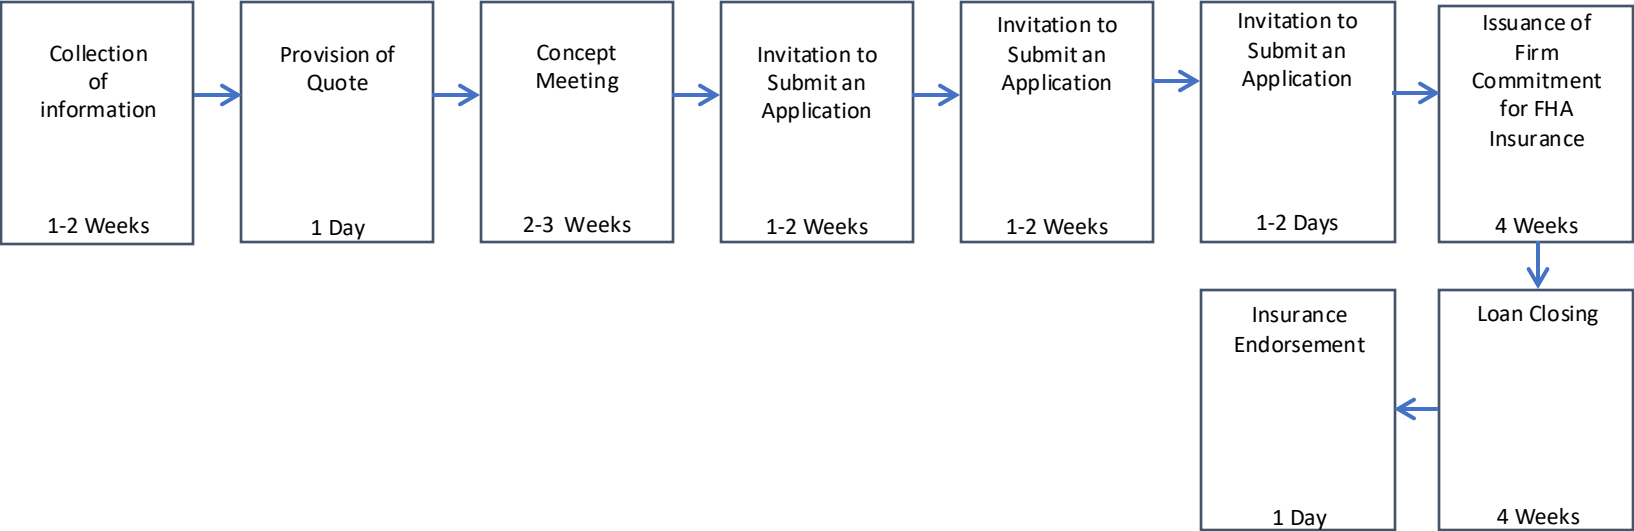 Collection
of
information
1-2 Weeks
Provision of
Quote
1 Day
Concept
Meeting
2-3 Weeks
Invitation to
Submit an
Application
1-2 Weeks
Invitation to
Submit an
Application
1-2 Weeks
Invitation to
Submit an
Application
1-2 Days
Issuance of
Firm
Commitment
for FHA
Insurance
4 Weeks
Loan Closing
4 Weeks
Insurance
Endorsement
1 Day